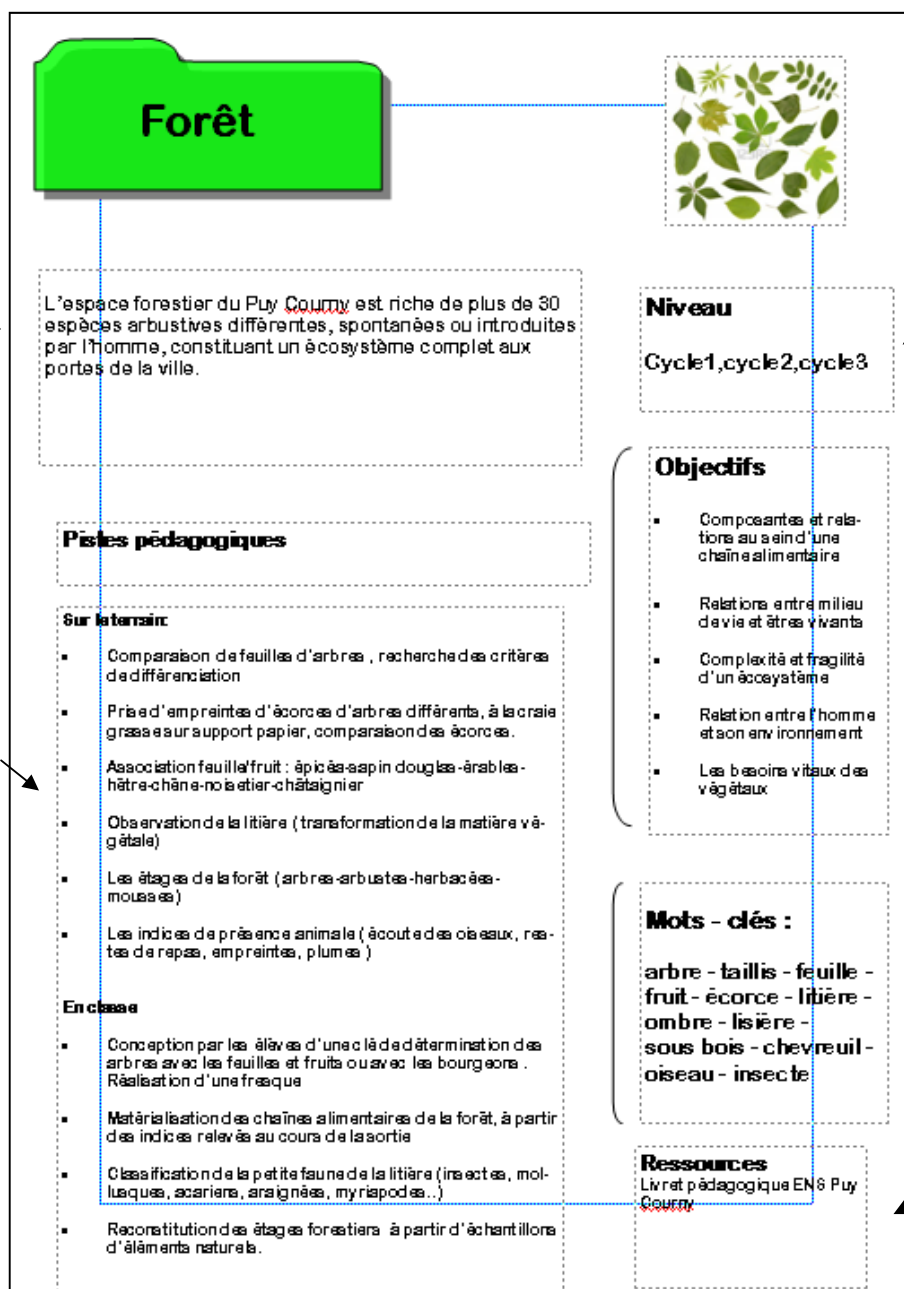 Forêt
L'espace forestier du Puy Courny est riche de plus de 30
espèces arbustives différentes, spontanées ou introduites
par l'homme, constituant un écosystème complet aux
portes de la ville.
Pistes pédagogiques
Sur le terrain:
Comparaison de feuilles d'arbres , recherche des critères
de différenciation
Prise d'empreintes d'écorces d'arbres différents, à la craie
grasse sur support papier, comparaison des écorces.
Association feuille/fruit : épicéa-sapin douglas-érables-
hêtre-chêne-noisetier-châtaignier
Observation de la litière ( transformation de la matière vé-
gétale)
Les étages de la forêt (arbres-arbustes-herbacées-
mousses)
Les indices de présence animale ( écoute des oiseaux, res-
tes de repas, empreintes, plumes )
En classe
Conception par les élèves d'une clé de détermination des
arbres avec les feuilles et fruits ou avec les bourgeons .
Réalisation d'une fresque
Matérialisation des chaînes alimentaires de la forêt, à partir
des indices relevés au cours de la sortie
Classification de la petite faune de la litière (insectes, mol-
lusques, acariens, araignées, myriapodes..)
Reconstitution des étages forestiers à partir d'échantillons
d'éléments naturels.
Niveau
Cycle1,cycle2,cycle3
Objectifs
Composantes et rela-
tions au sein d'une
chaîne alimentaire
Relations entre milieu
de vie et êtres vivants
Complexité et fragilité
d'un écosystème
Relation entre l'homme
et son environnement
Les besoins vitaux des
végétaux
Mots - clés :
arbre - taillis - feuille -
fruit - écorce - litière -
ombre - lisière -
sous bois - chevreuil -
oiseau - insecte
Ressources
Livret pédagogique ENS Puy
Courny